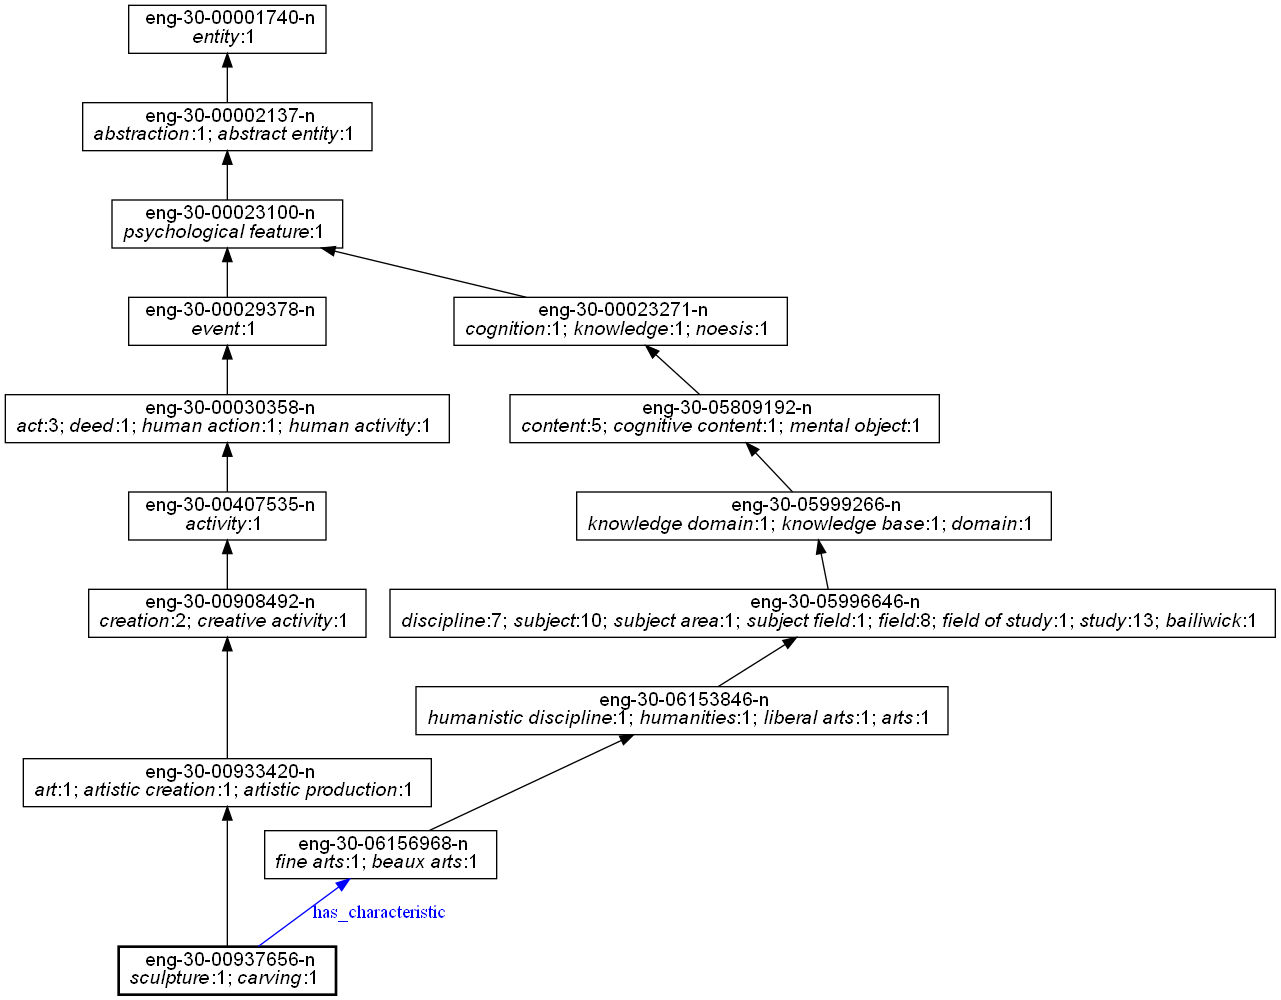 eng-30-00001740-n
entity:1
eng-30-00002137-n
abstraction:1; abstract entity:1
eng-30-00023100-n
psychological feature:1
eng-30-00029378-n
event:1
eng-30-00023271-n
cognition:1; knowledge:1; noesis:1
eng-30-00030358-n
act:3; deed:1; human action:1; human activity:1
eng-30-05809192-n
content:5; cognitive content:1; mental object:1
eng-30-00407535-n
activity:1
eng-30-05999266-n
knowledge domain:1; knowledge base:1; domain:1
eng-30-00908492-n
creation:2; creative activity:1
eng-30-05996646-n
discipline:7; subject:10; subject area:1; subject field:1; field:8; field of study:1; study:13; bailiwick:1
eng-30-06153846-n
humanistic discipline:1; humanities:1; liberal arts:1; arts:1
eng-30-00933420-n
art:1; artistic creation:1; artistic production:1
eng-30-06156968-n
fine arts:1; beaux arts:1
has_characteristic
eng-30-00937656-n
sculpture:1; carving:1